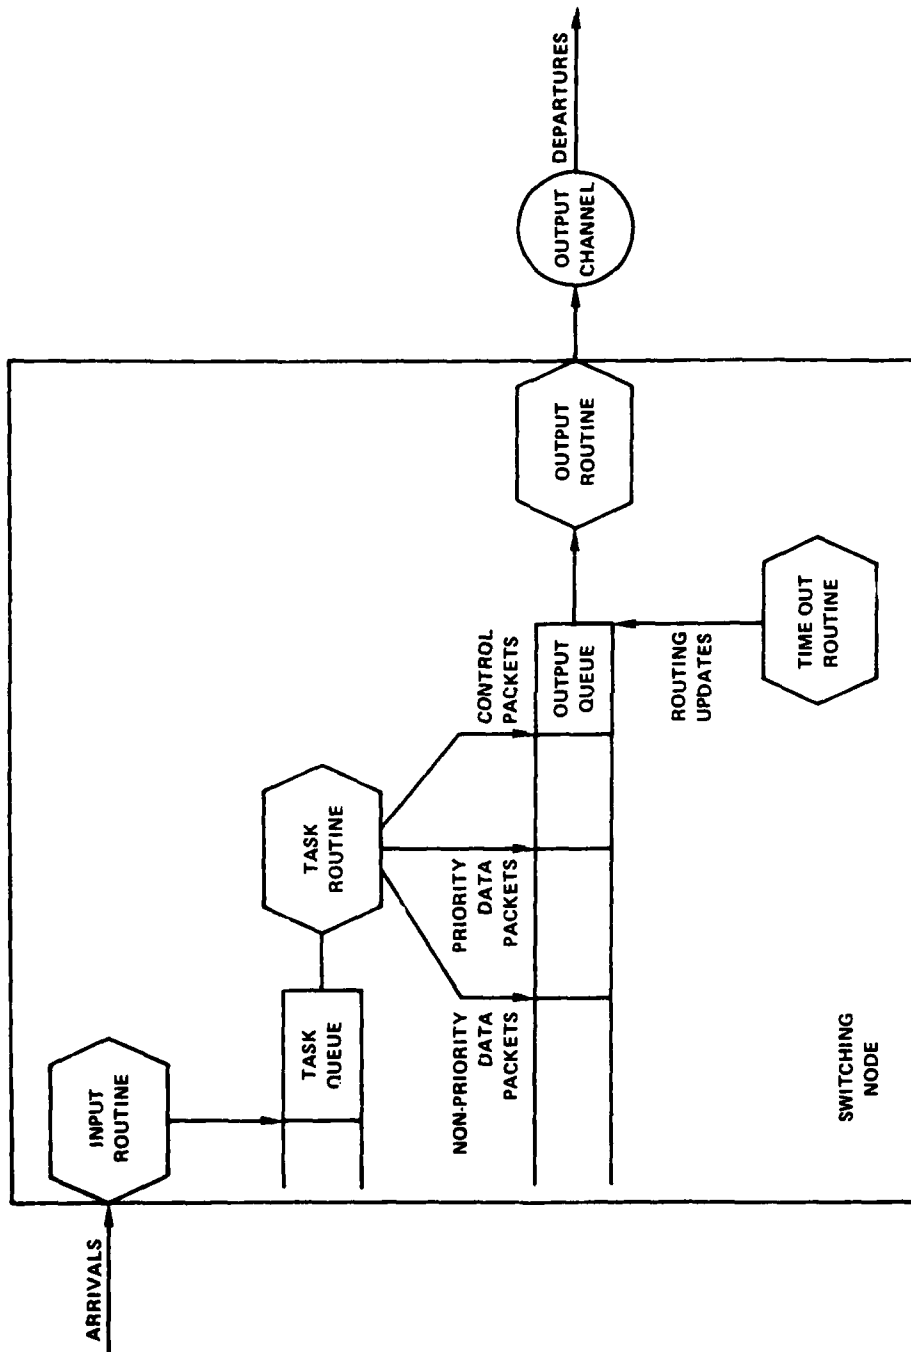 ARRIVALS
INPUT
ROUTINE
TASK
QUEUE
TASK
ROUTINE
NON-PRIORITY
DATA
PACKETS
PRIORITY
DATA
PACKETS
CONTROL
PACKETS
OUTPUT
QUEUE
ROUTING
UPDATES
TIME OUT
ROUTINE
OUTPUT
ROUTINE
OUTPUT
CHANNEL
DEPARTURES
SWITCHING
NODE